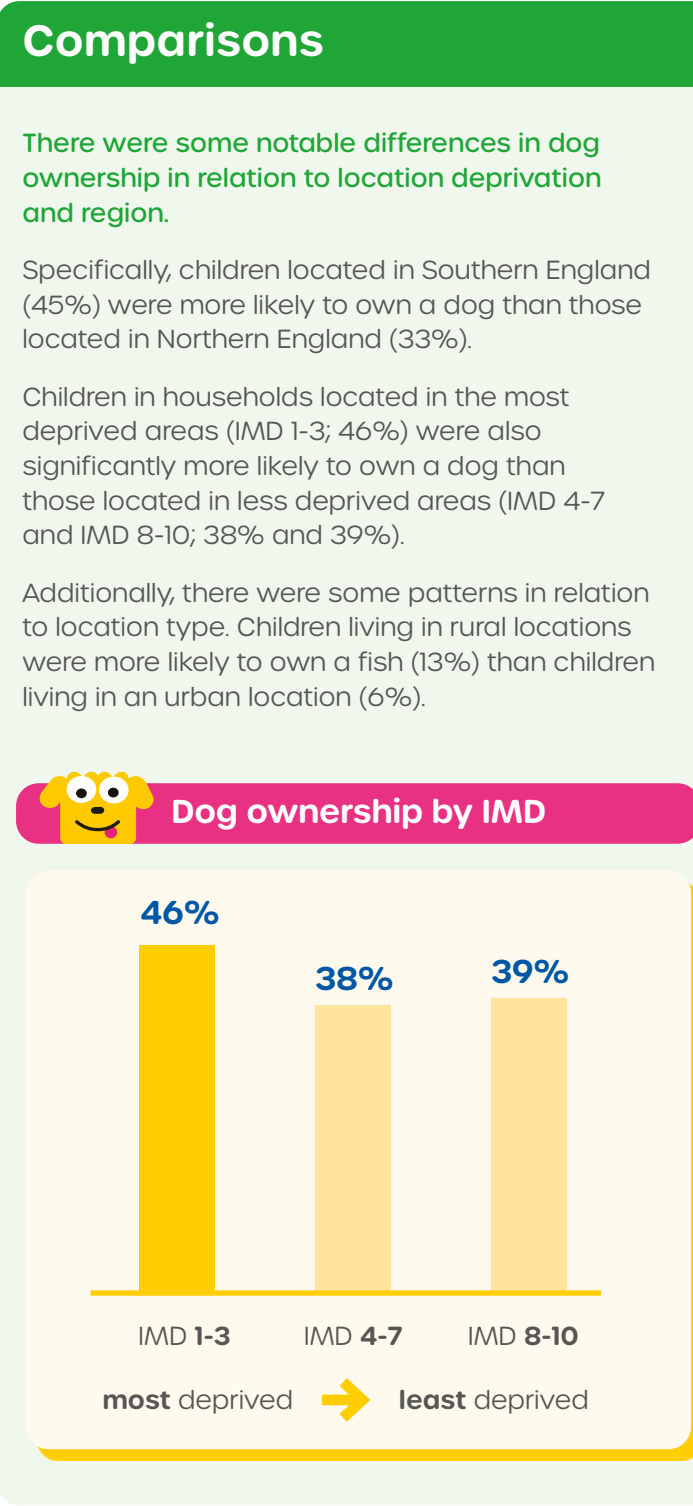 Comparisons
There were some notable differences in dog
ownership in relation to location deprivation
and region.
Specifically, children located in Southern England
(45%) were more likely to own a dog than those
located in Northern England (33%).
Children in households located in the most
deprived areas (IMD 1-3; 46%) were also
significantly more likely to own a dog than
those located in less deprived areas (IMD 4-7
and IMD 8-10; 38% and 39%).
Additionally, there were some patterns in relation
to location type. Children living in rural locations
were more likely to own a fish (13%) than children
living in an urban location (6%).
Dog ownership by IMD
46%
38%
39%
IMD 1-3 IMD 4-7 IMD 8-10
most deprived least deprived